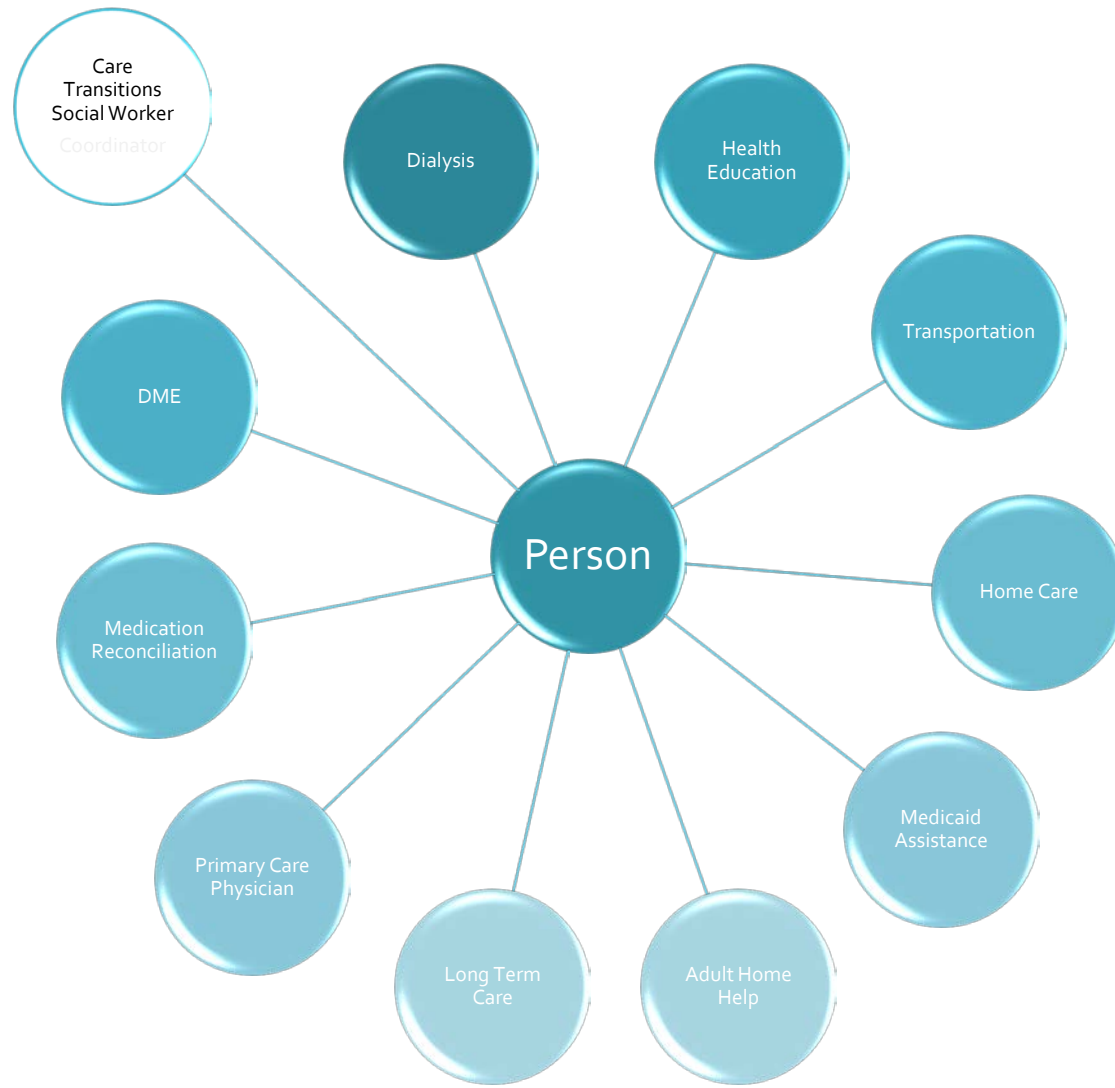 Care
Transitions
Social Worker
Coordinator
Dialysis
Health
Education
Transportation
DME
Person
Home Care
Medication
Reconciliation
Medicaid
Assistance
Primary Care
Physician
Long Term
Care
Adult Home
Help